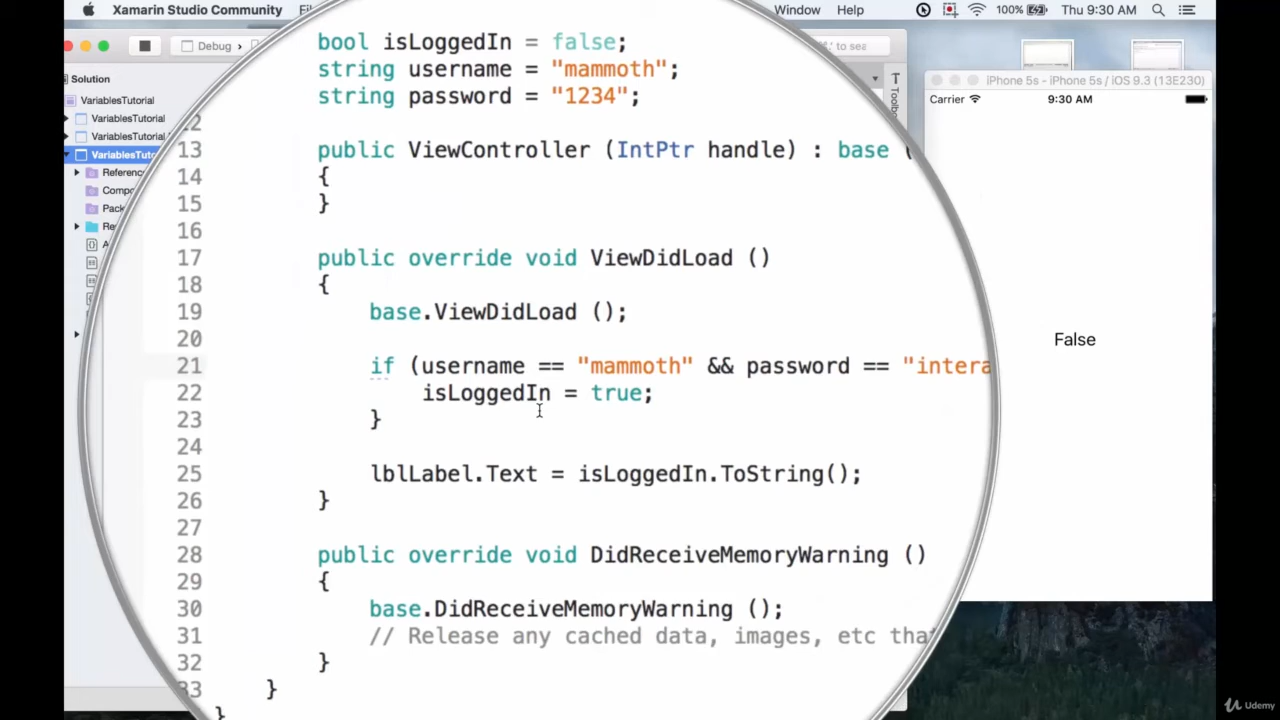 Xamarin Studio Community
Window
Help
100%
Thu 9:30 AM
Debug
Solution
VariablesTutorial
VariablesTutorial
VariablesTutorial
bool isLoggedIn = false;
string username = "mammoth";
string password = "1234";
13 public ViewController (IntPtr handle) : base (
14 {
15 }
16
17 public override void ViewDidLoad ()
18 {
19 base.ViewDidLoad ();
20
21 if (username == "mammoth" && password == "intera
22 isLoggedIn = true;
23 }
24
25 lblLabel.Text = isLoggedIn.ToString();
26 }
27
28 public override void DidReceiveMemoryWarning ()
29 {
30 base.DidReceiveMemoryWarning ();
31 // Release any cached data, images, etc that
32 }
33 }
}
iPhone 5s - iPhone 5s / iOS 9.3 (13E230)
Carrier
9:30 AM
False
Udemy